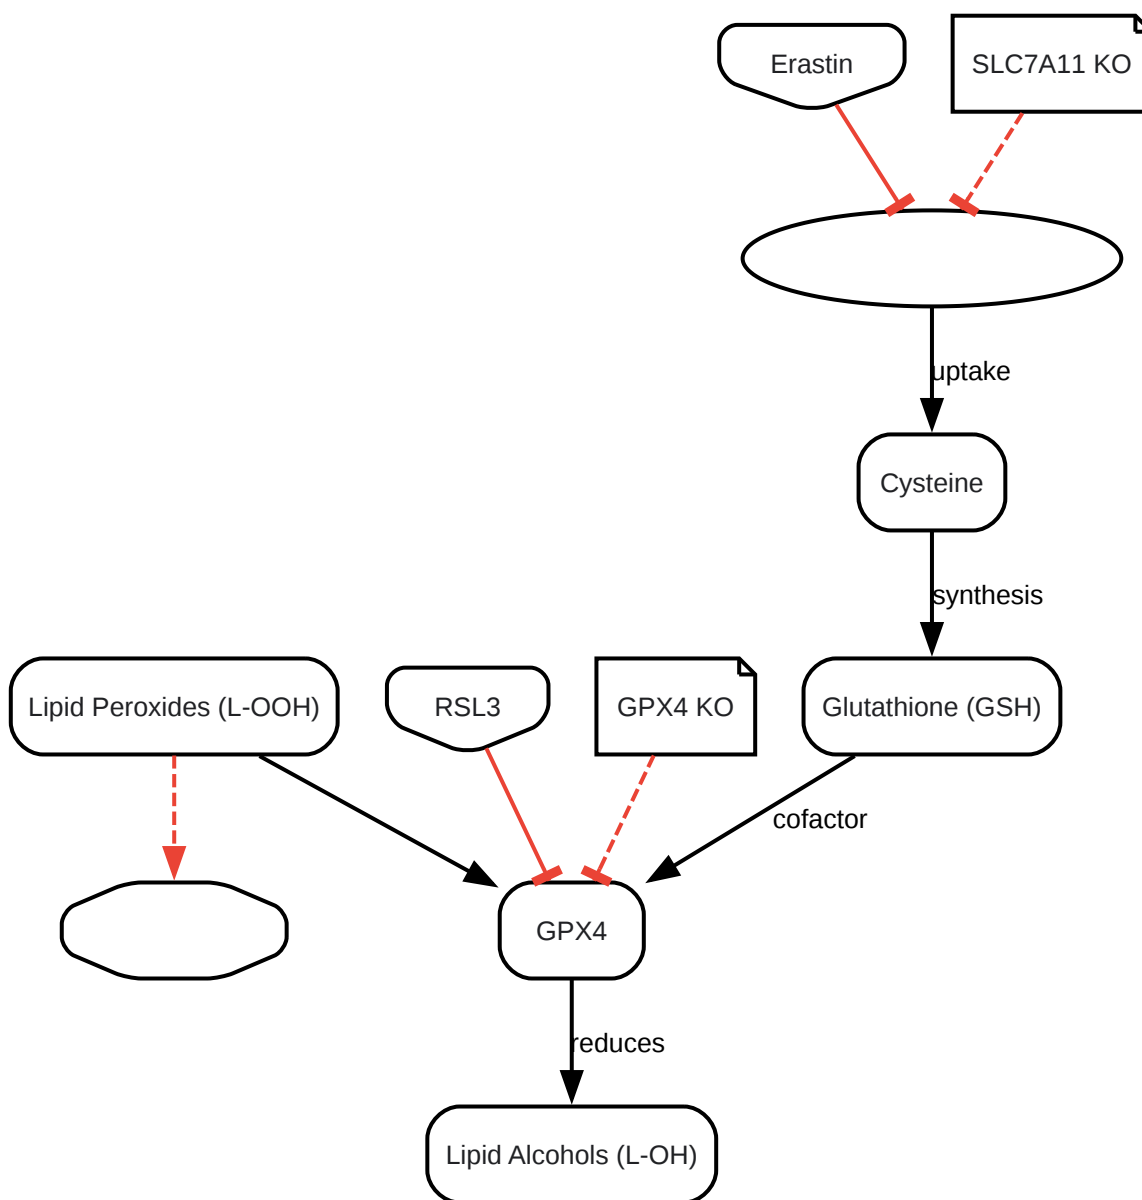 Erastin
SLC7A11 KO
uptake
Cysteine
synthesis
Lipid Peroxides (L-OOH)
RSL3
GPX4 KO
Glutathione (GSH)
cofactor
GPX4
reduces
Lipid Alcohols (L-OH)